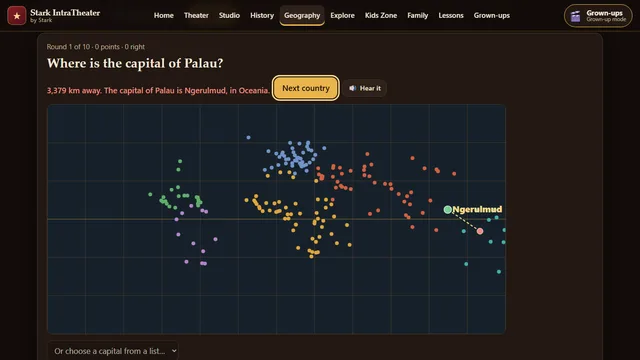 Stark IntraTheater
by Stark
Home Theater Studio History Geography Explore Kids Zone Family Lessons Grown-ups
Grown-ups
Grown-up mode
Round 1 of 10 · 0 points · 0 right
Where is the capital of Palau?
3,379 km away. The capital of Palau is Ngerulmud, in Oceania. Next country Hear it
Ngerulmud
Or choose a capital from a list...